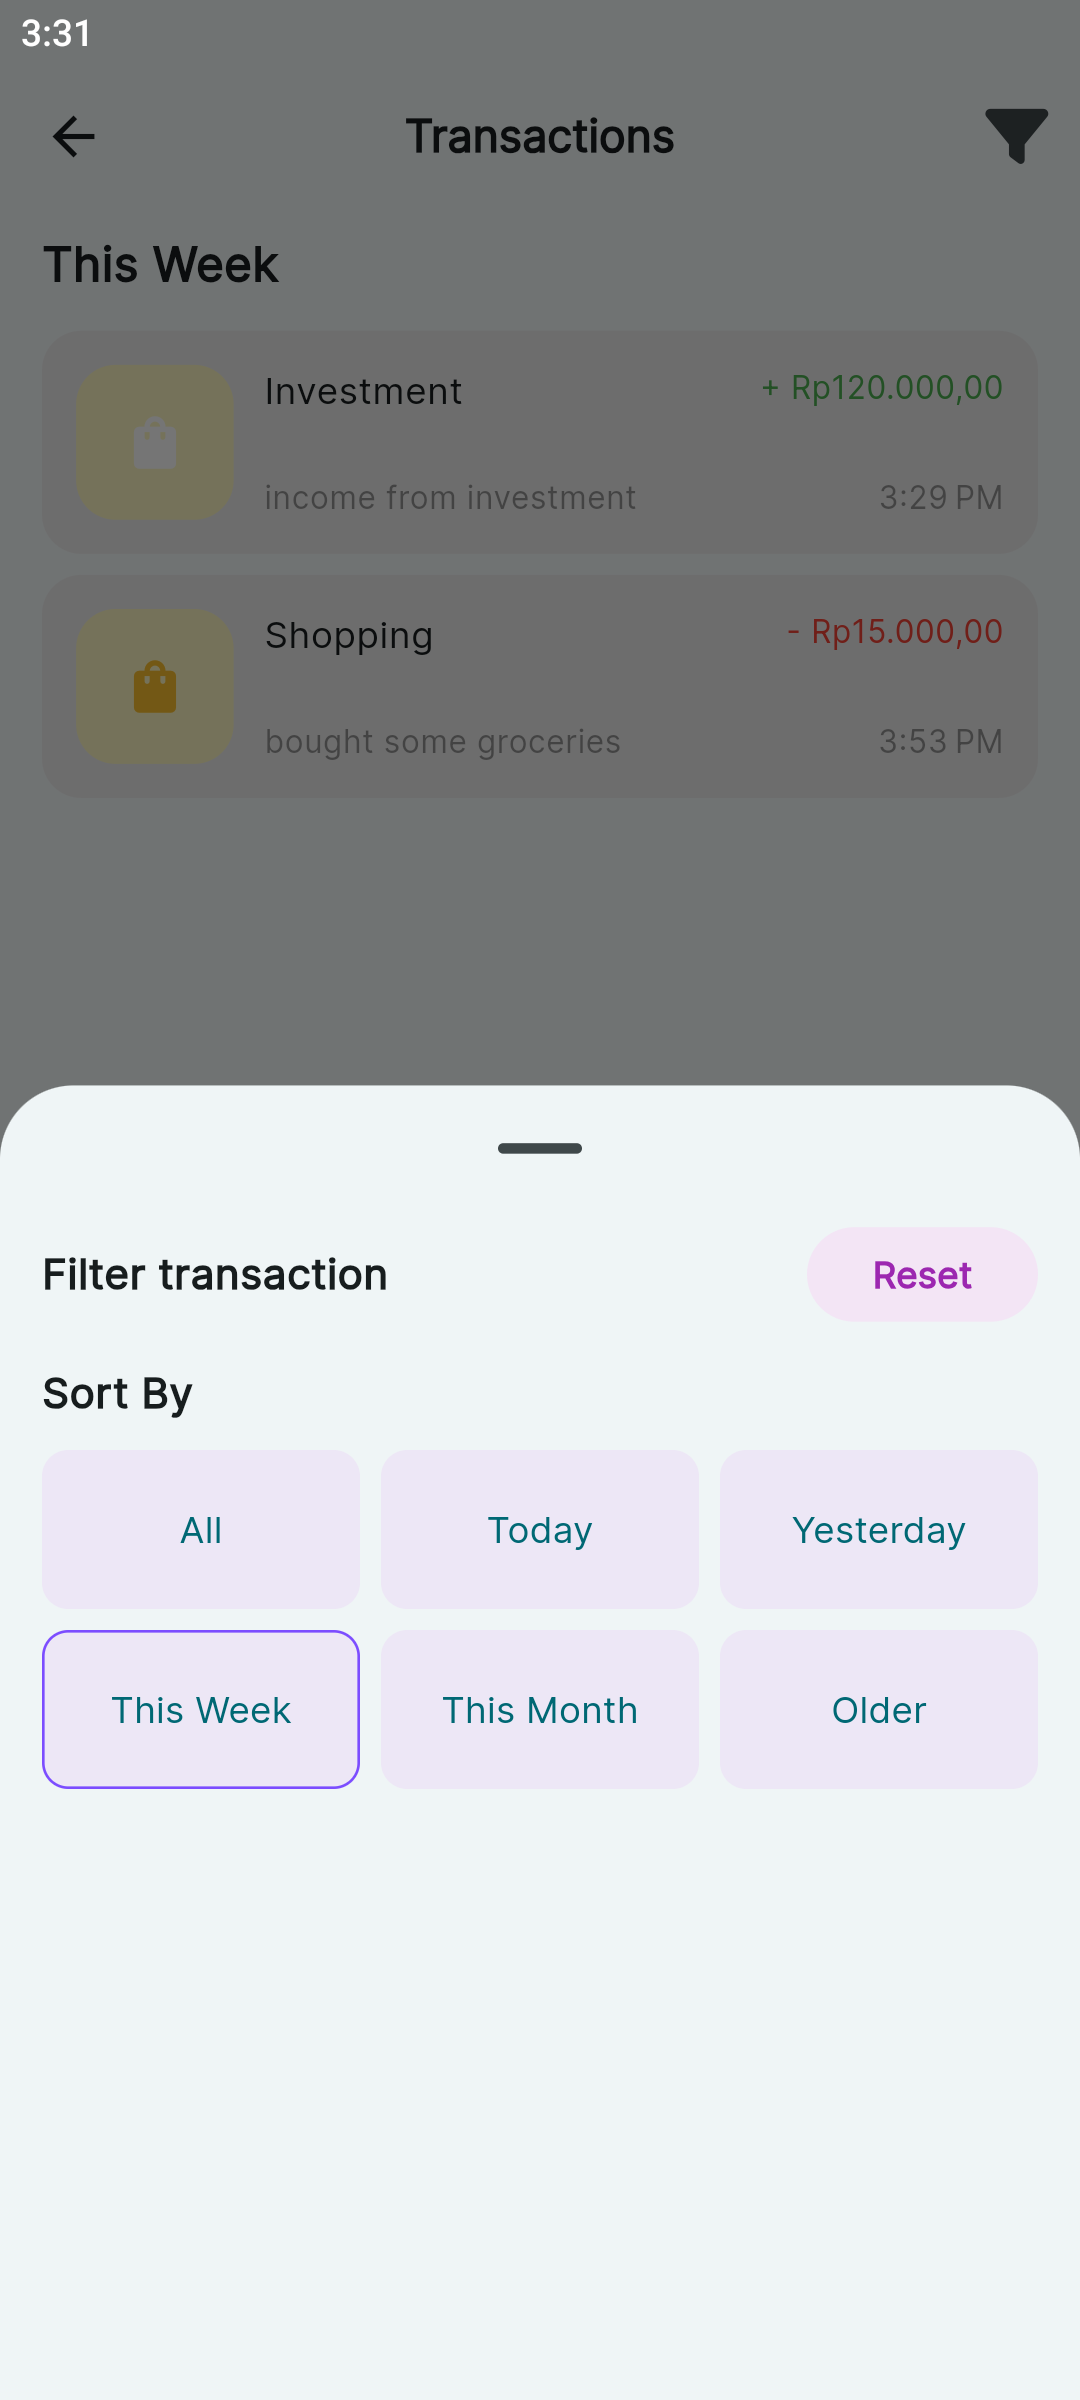 3:31
Transactions
This Week
Investment
+ Rp120.000,00
income from investment
3:29 PM
Shopping
- Rp15.000,00
bought some groceries
3:53 PM
Filter transaction
Reset
Sort By
All
Today
Yesterday
This Week
This Month
Older